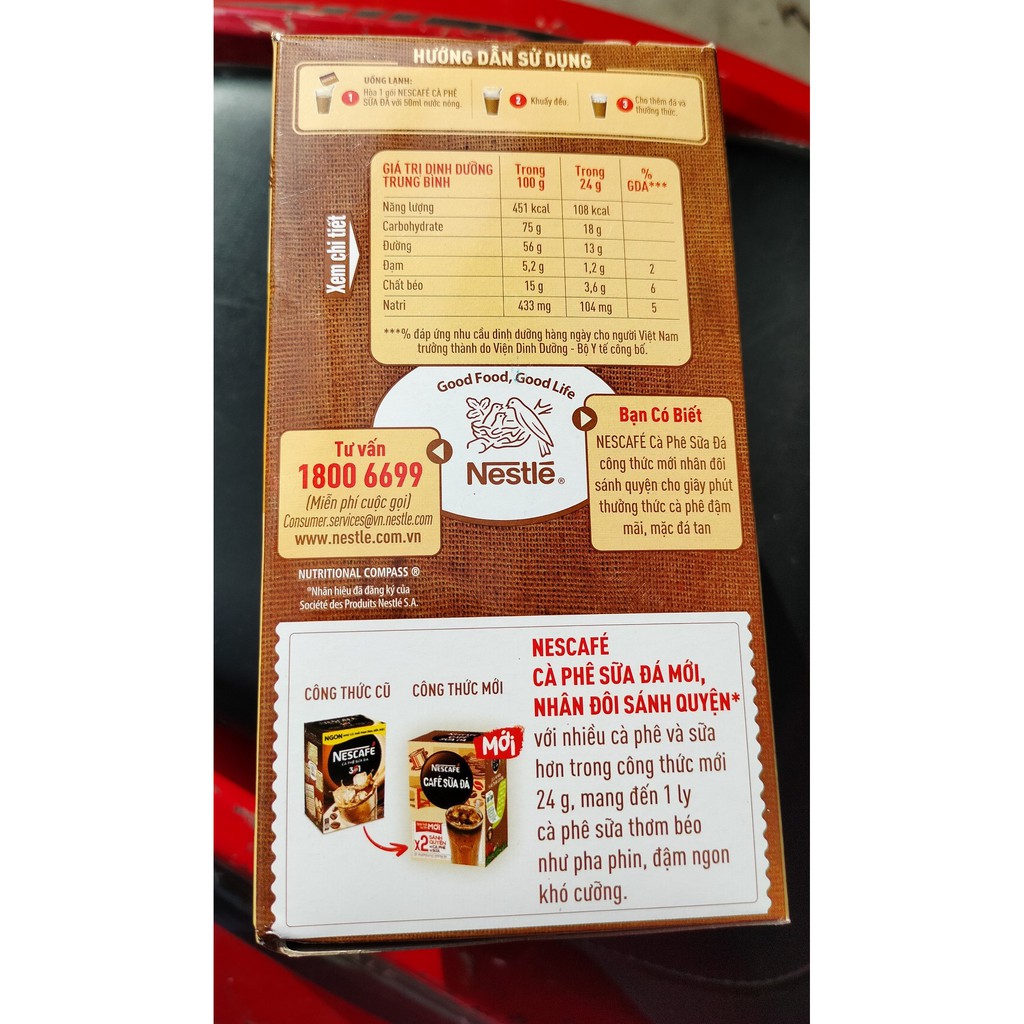 HƯỚNG DẪN SỬ DỤNG
UỐNG LẠNH:
1 Hòa 1 gói NESCAFÉ CÀ PHÊ
SỮA ĐÁ với 50ml nước nóng.
2 Khuấy đều.
3 Cho thêm đá và
thưởng thức.
Xem chi tiết
GIÁ TRỊ DINH DƯỠNG TRUNG BÌNH Trong 100 g Trong 24 g % GDA***
Năng lượng 451 kcal 108 kcal
Carbohydrate 75 g 18 g
Đường 56 g 13 g
Đạm 5,2 g 1,2 g 2
Chất béo 15 g 3,6 g 6
Natri 433 mg 104 mg 5
***% đáp ứng nhu cầu dinh dưỡng hàng ngày cho người Việt Nam
trưởng thành do Viện Dinh Dưỡng - Bộ Y tế công bố.
Good Food, Good Life
Nestlé®
Tư vấn
1800 6699
(Miễn phí cuộc gọi)
Consumer.services@vn.nestle.com
www.nestle.com.vn
Bạn Có Biết
NESCAFÉ Cà Phê Sữa Đá
công thức mới nhân đôi
sánh quyện cho giây phút
thưởng thức cà phê đậm
mãi, mặc đá tan
NUTRITIONAL COMPASS ®
*Nhãn hiệu đã đăng ký của
Société des Produits Nestlé S.A.
CÔNG THỨC CŨ
CÔNG THỨC MỚI
NGON
NESCAFÉ
CÀ PHÊ SỮA ĐÁ
3in1
Mới
NESCAFÉ
CAFÉ SỮA ĐÁ
MỚI
x2 SÁNH
QUYỆN
NESCAFÉ
CÀ PHÊ SỮA ĐÁ MỚI,
NHÂN ĐÔI SÁNH QUYỆN*
với nhiều cà phê và sữa
hơn trong công thức mới
24 g, mang đến 1 ly
cà phê sữa thơm béo
như pha phin, đậm ngon
khó cưỡng.